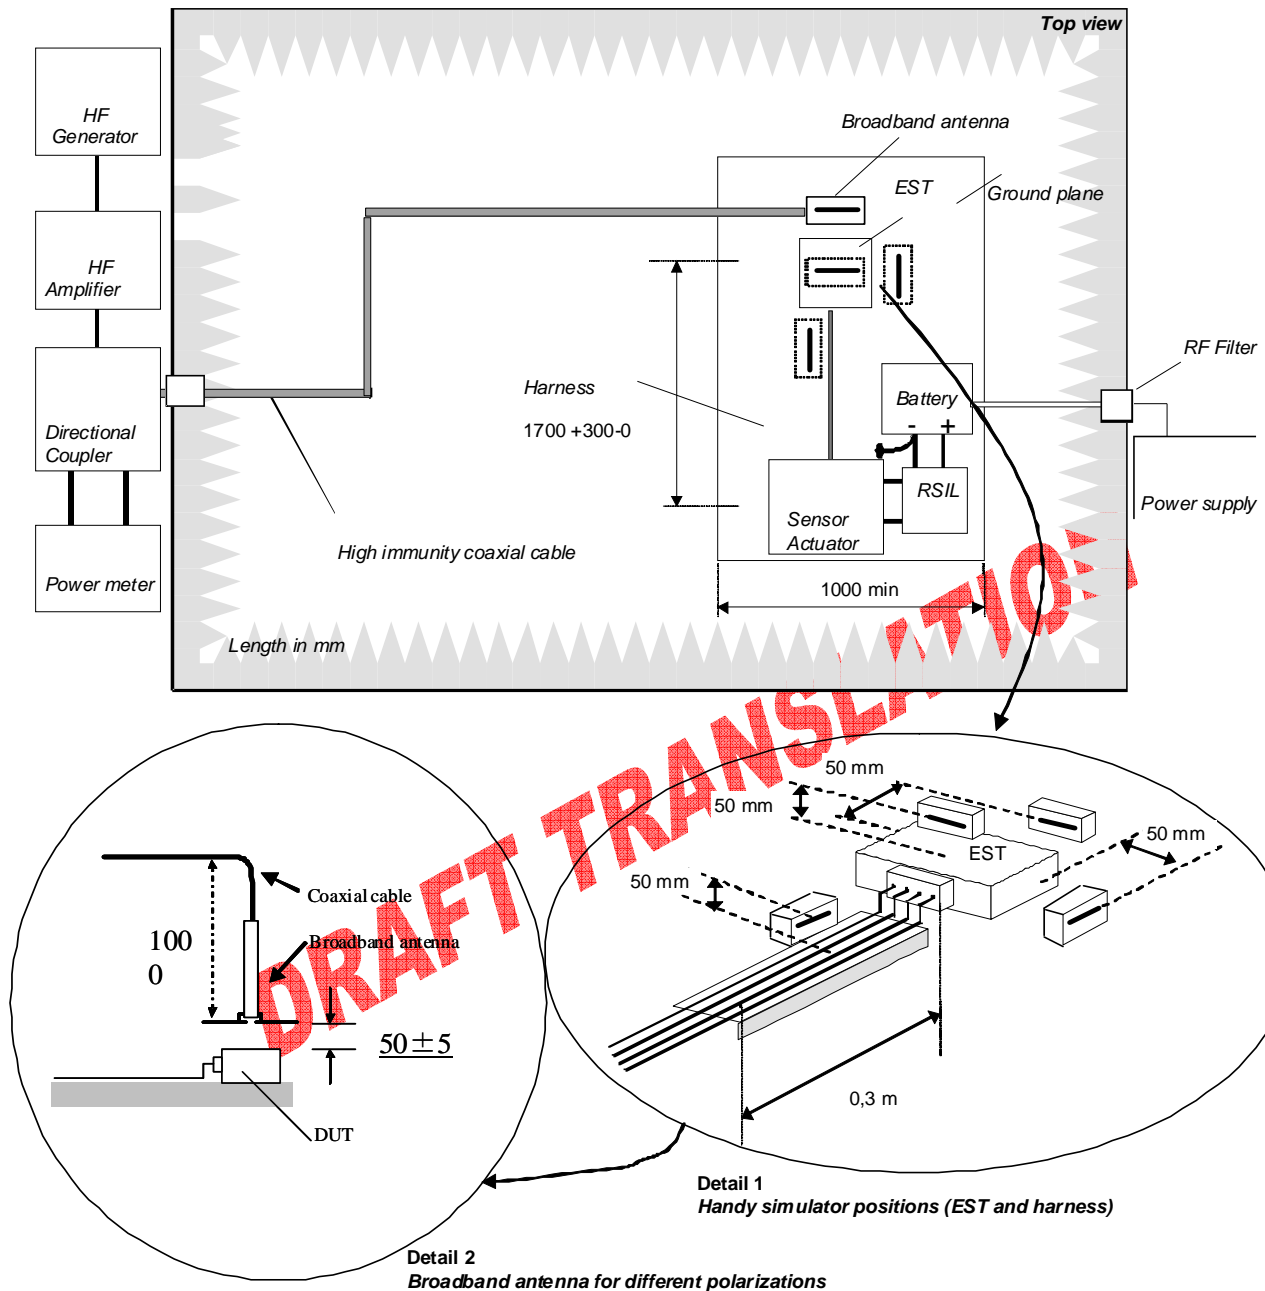 Top view
HF
Generator
Broadband antenna
EST
Ground plane
HF
Amplifier
RF Filter
Harness
1700 +300-0
Battery
- +
Directional
Coupler
RSIL
Sensor
Actuator
Power supply
High immunity coaxial cable
Power meter
1000 min
Length in mm
DRAFT TRANSLATION
50 mm
50 mm
50 mm
EST
50 mm
Coaxial cable
100
0
Broadband antenna
50±5
0,3 m
DUT
Detail 1
Handy simulator positions (EST and harness)
Detail 2
Broadband antenna for different polarizations